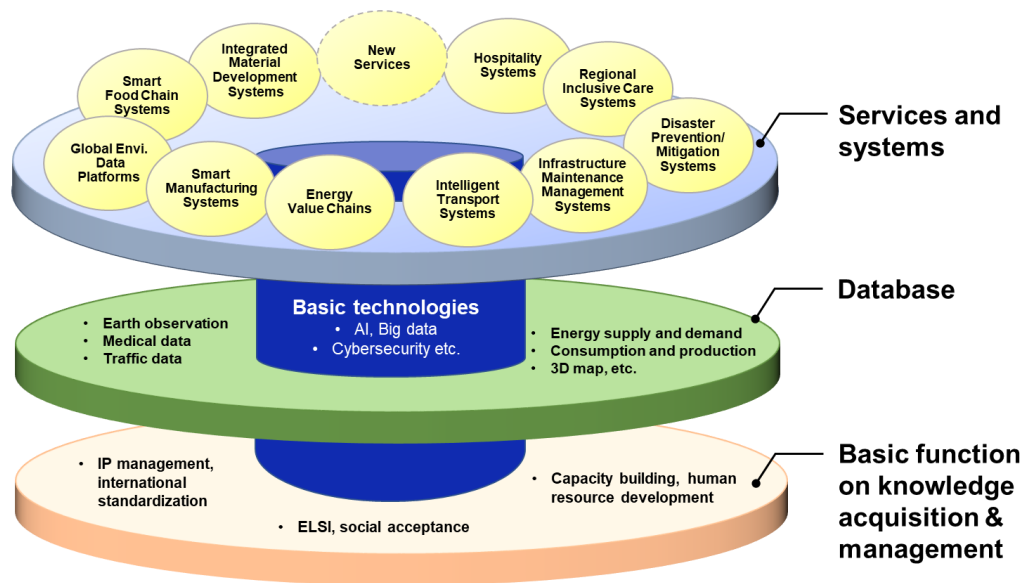 New
Services
Integrated
Material
Development
Systems
Hospitality
Systems
Smart
Food Chain
Systems
Regional
Inclusive Care
Systems
Global Envi.
Data
Platforms
Disaster
Prevention/
Mitigation
Systems
Smart
Manufacturing
Systems
Energy
Value Chains
Intelligent
Transport
Systems
Infrastructure
Maintenance
Management
Systems
Services and
systems
Basic technologies
• AI, Big data
• Cybersecurity etc.
• Earth observation
• Medical data
• Traffic data
• Energy supply and demand
• Consumption and production
• 3D map, etc.
Database
• IP management,
international
standardization
• ELSI, social acceptance
• Capacity building, human
resource development
Basic function
on knowledge
acquisition &
management